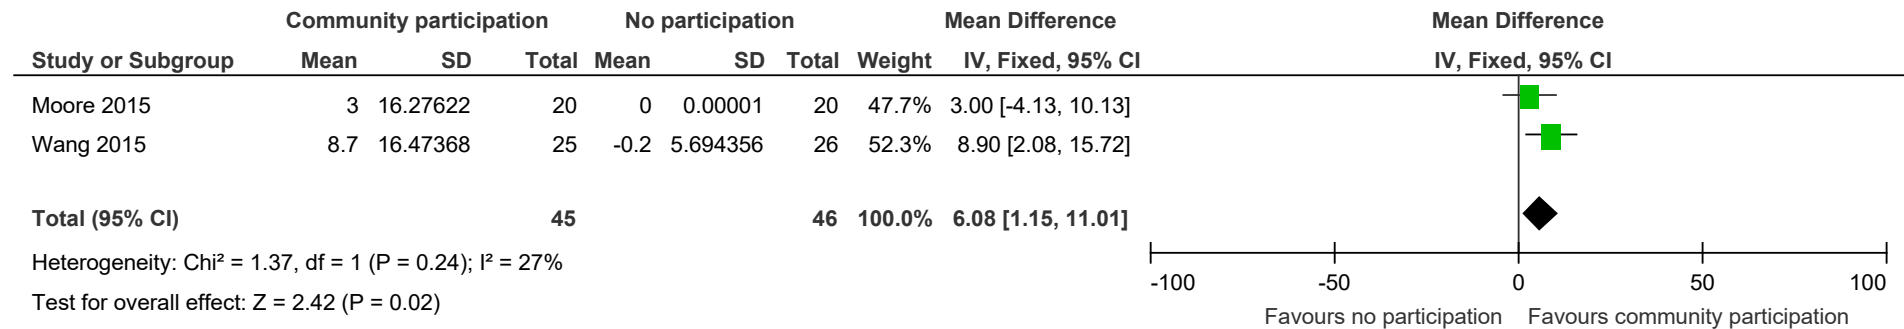 Community participation No participation Mean Difference Mean Difference
Study or Subgroup Mean SD Total Mean SD Total Weight IV, Fixed, 95% CI IV, Fixed, 95% CI
Moore 2015 3 16.27622 20 0 0.00001 20 47.7% 3.00 [-4.13, 10.13]
Wang 2015 8.7 16.47368 25 -0.2 5.694356 26 52.3% 8.90 [2.08, 15.72]
Total (95% CI) 45 46 100.0% 6.08 [1.15, 11.01]
Heterogeneity: Chi² = 1.37, df = 1 (P = 0.24); I² = 27%
Test for overall effect: Z = 2.42 (P = 0.02)
-100 -50 0 50 100
Favours no participation Favours community participation